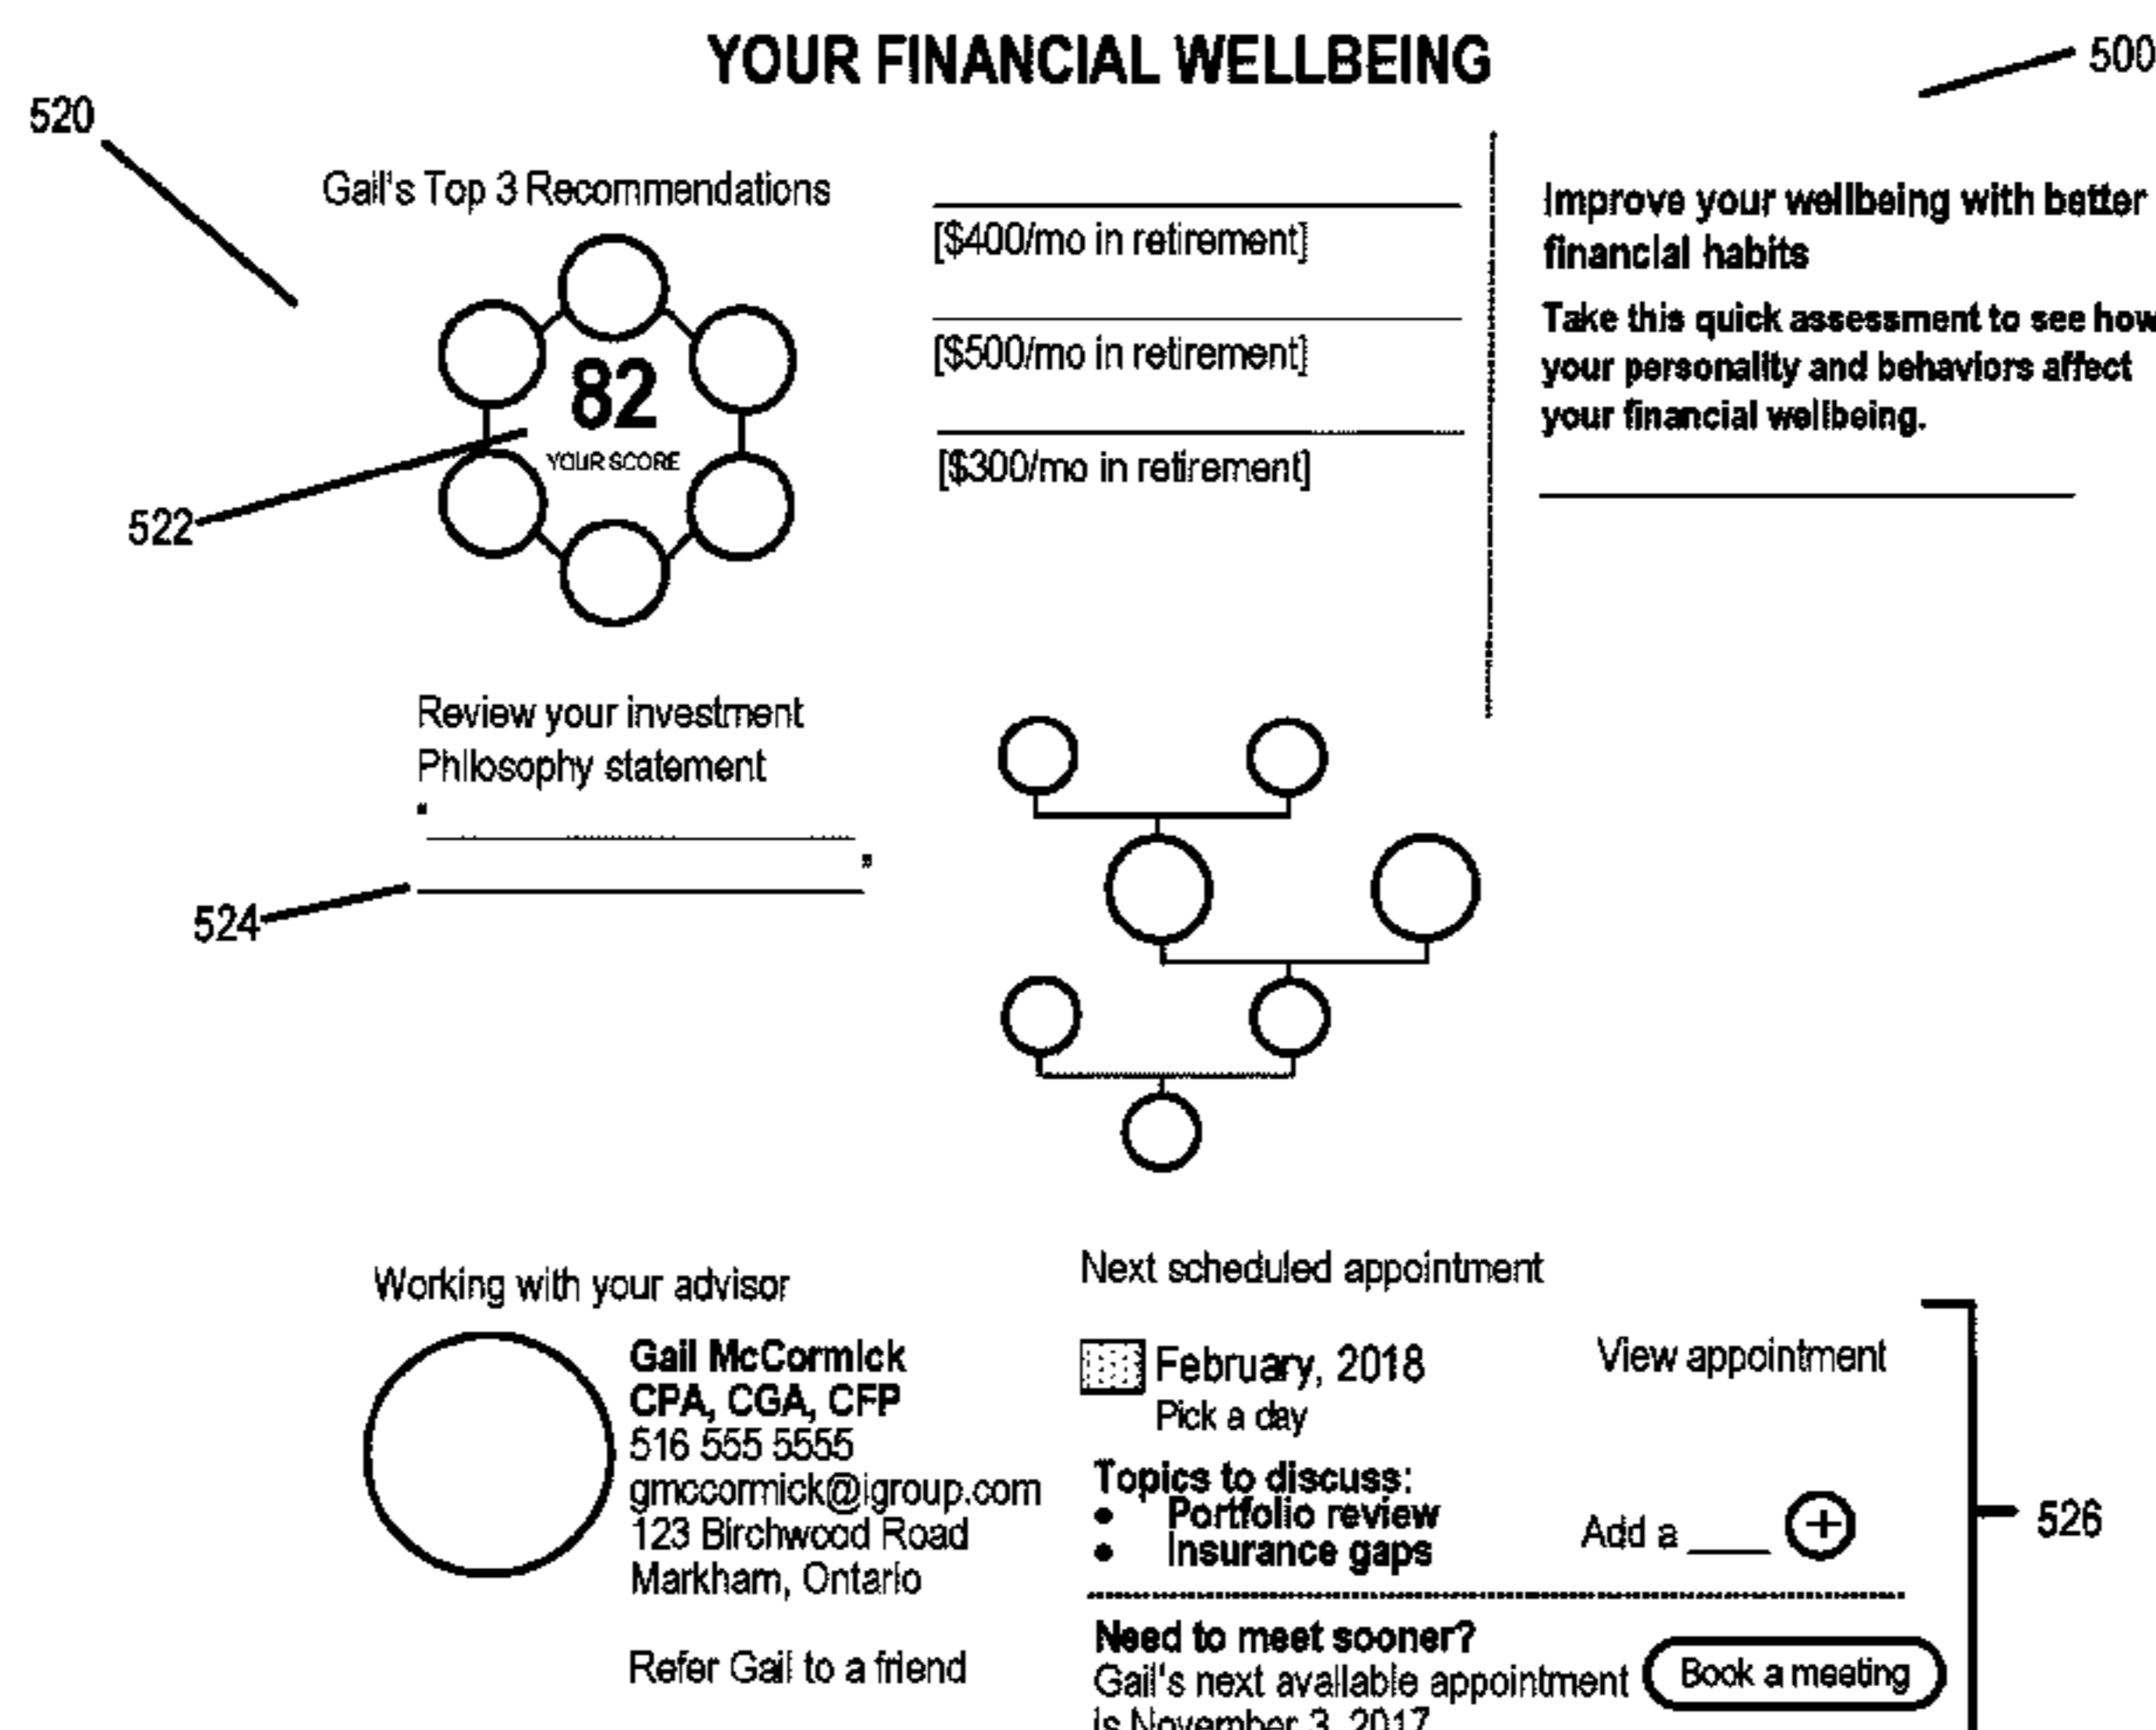 YOUR FINANCIAL WELLBEING
500
520
Gail's Top 3 Recommendations
82
YOUR SCORE
522
[$400/mo in retirement]
[$500/mo in retirement]
[$300/mo in retirement]
Improve your wellbeing with better
financial habits
Take this quick assessment to see how
your personality and behaviors affect
your financial wellbeing.
Review your investment
Philosophy statement
“
”
524
Working with your advisor
Gail McCormick
CPA, CGA, CFP
516 555 5555
gmccormick@igroup.com
123 Birchwood Road
Markham, Ontario
Refer Gail to a friend
Next scheduled appointment
February, 2018
View appointment
Pick a day
Topics to discuss:
• Portfolio review
• Insurance gaps
Add a ____ +
526
Need to meet sooner?
Gail's next available appointment
is November 3, 2017
Book a meeting